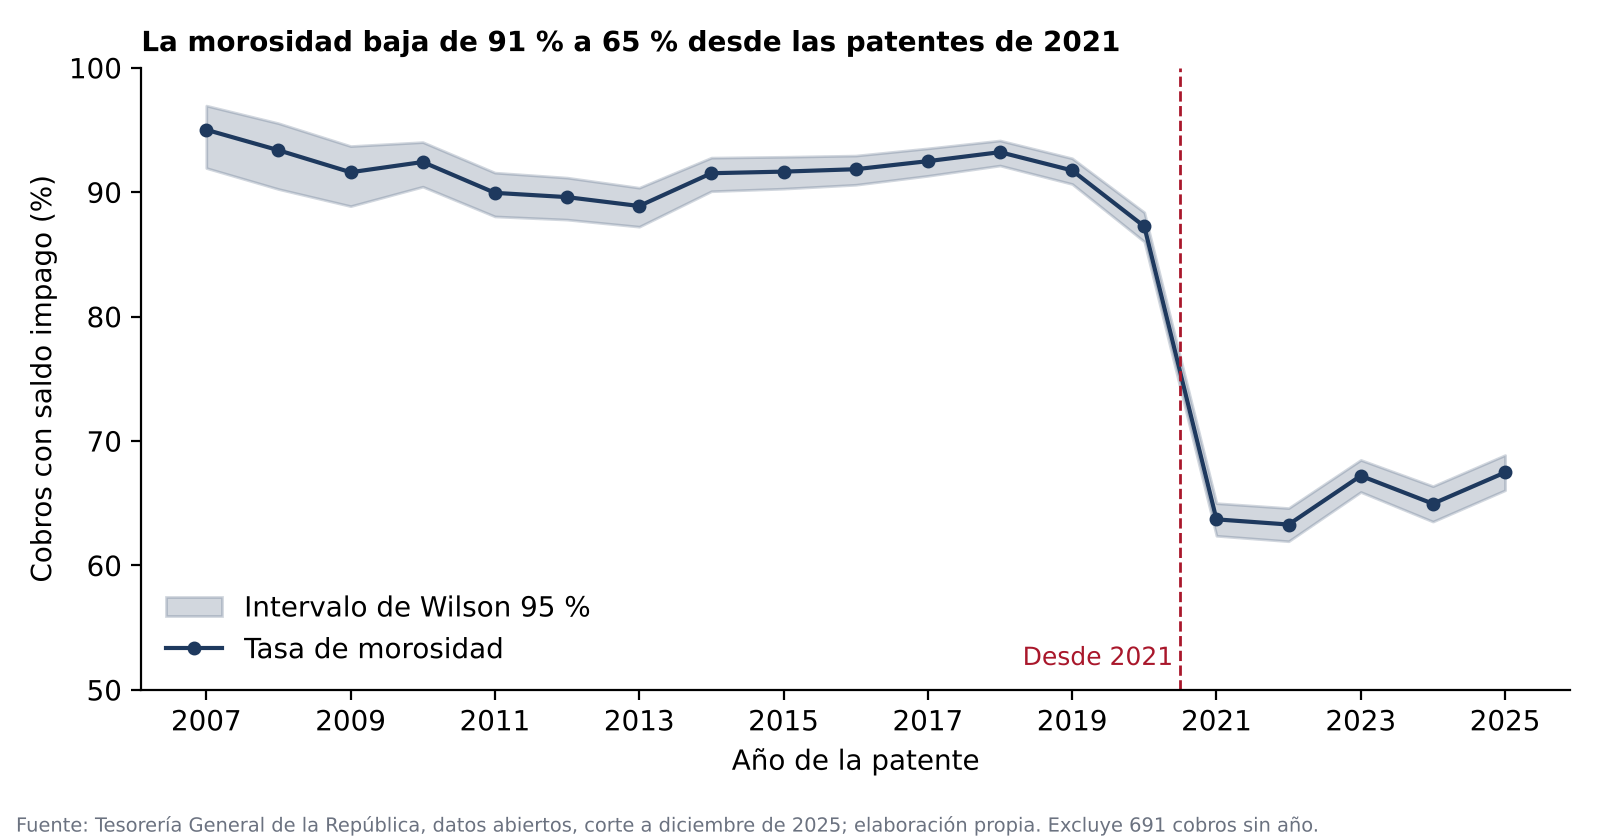 La morosidad baja de 91 % a 65 % desde las patentes de 2021
Cobros con saldo impago (%)
100
90
80
70
60
50
Intervalo de Wilson 95 %
Tasa de morosidad
Desde 2021
2007 2009 2011 2013 2015 2017 2019 2021 2023 2025
Año de la patente
Fuente: Tesorería General de la República, datos abiertos, corte a diciembre de 2025; elaboración propia. Excluye 691 cobros sin año.